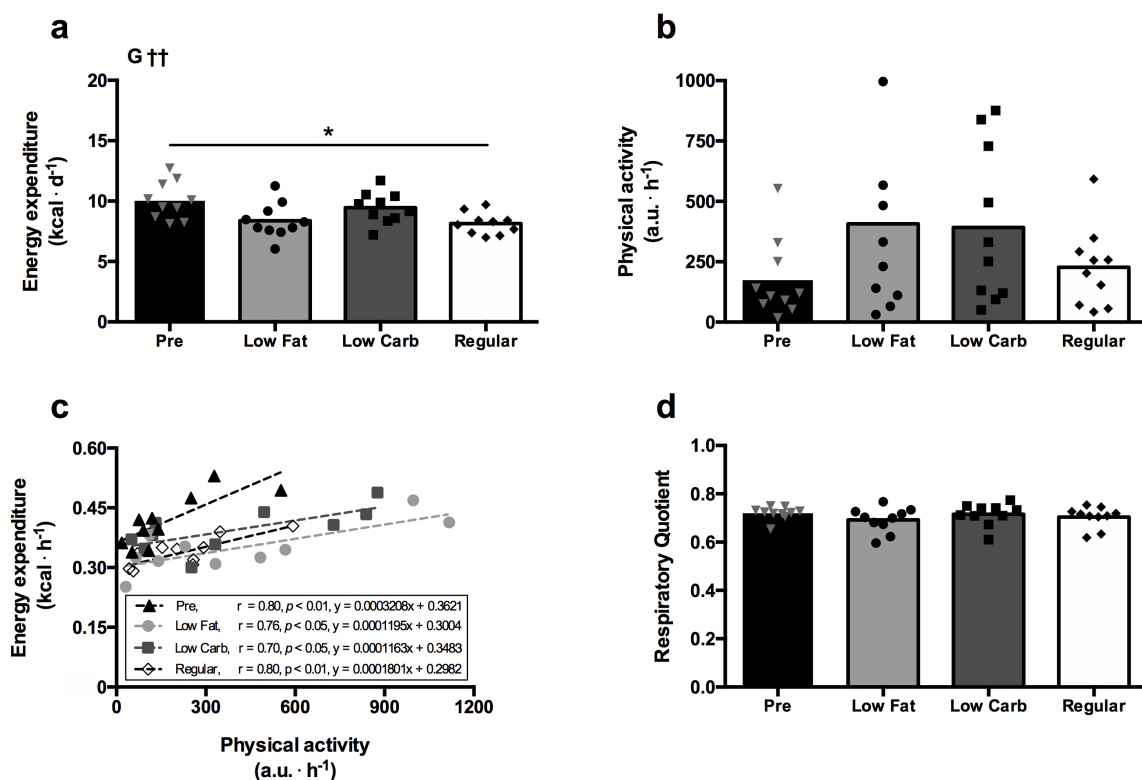 a
G ††
Energy expenditure
(kcal · d-1)
20
15
10
5
0
*
Pre
Low Fat
Low Carb
Regular
b
Physical activity
(a.u. · h-1)
1000
750
500
250
0
Pre
Low Fat
Low Carb
Regular
c
Energy expenditure
(kcal · h-1)
0.60
0.45
0.30
0.15
0
Pre, r = 0.80, p < 0.01, y = 0.0003208x + 0.3621
Low Fat, r = 0.76, p < 0.05, y = 0.0001195x + 0.3004
Low Carb, r = 0.70, p < 0.05, y = 0.0001163x + 0.3483
Regular, r = 0.80, p < 0.01, y = 0.0001801x + 0.2982
0
300
600
900
1200
Physical activity
(a.u. · h-1)
d
Respiratory Quotient
1.0
0.8
0.6
0.4
0.2
0.0
Pre
Low Fat
Low Carb
Regular